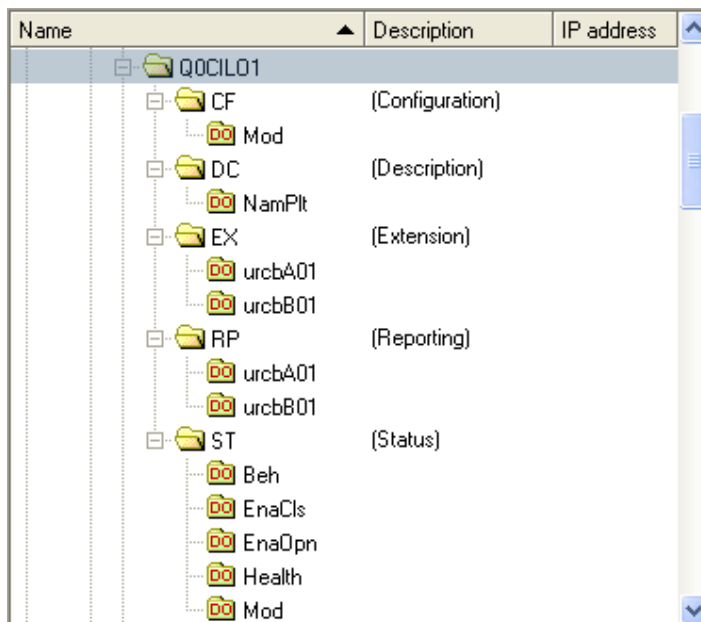 Name Description IP address
Q0CILO1
CF (Configuration)
DO Mod
DC (Description)
DO NamPlt
EX (Extension)
DO urcbA01
DO urcbB01
RP (Reporting)
DO urcbA01
DO urcbB01
ST (Status)
DO Beh
DO EnaCls
DO EnaOpn
DO Health
DO Mod